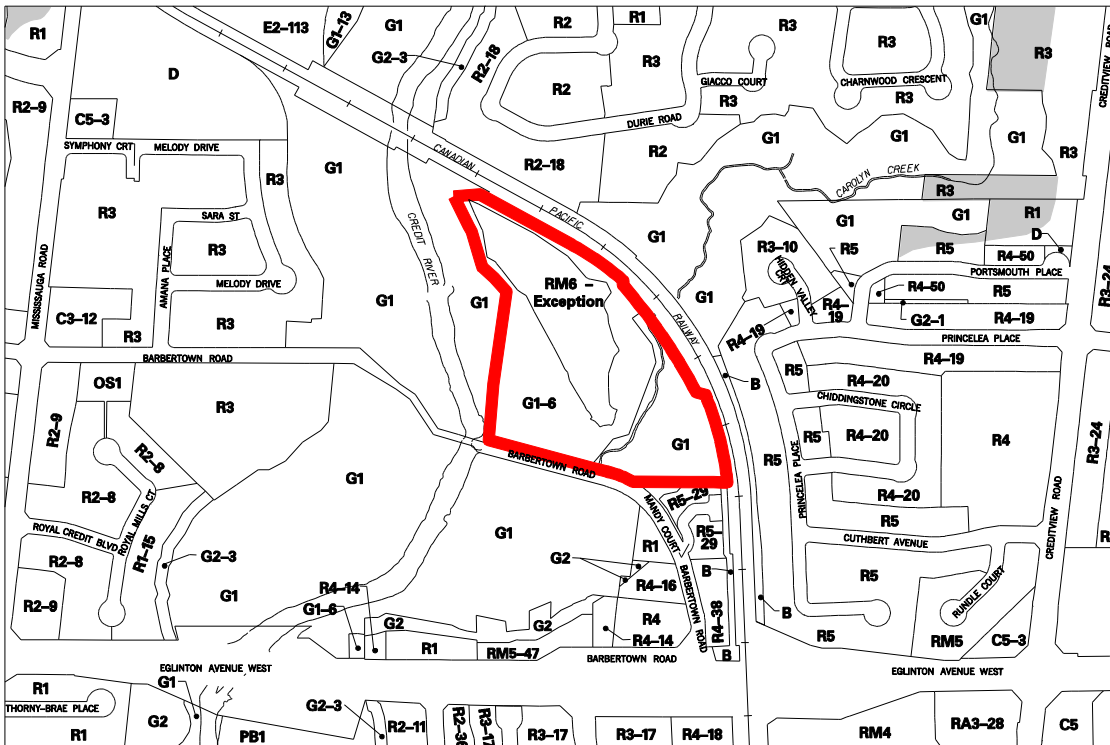 R1
E2–113
G1–13
G1
R2
R1
R3
R3
G1
R3
CREDITVIEW ROAD
D
G2–3
R2–18
R3
GIACCO COURT
CHARNWOOD CRESCENT
R2–9
R2
R3
R3
C5–3
DURIE ROAD
G1
G1
G1
SYMPHONY CRT
MELODY DRIVE
CANADIAN
R2–18
R2
R3
R3
G1
CAROLYN CREEK
R3
R3
PACIFIC
G1
G1
R1
SARA ST
CREDIT RIVER
G1
R3–10
R5
R5
D
R4–50
MISSISSAUGA ROAD
AMANA PLACE
R3
HIDDEN VALLEY CRT
PORTSMOUTH PLACE
MELODY DRIVE
RM6 –
Exception
R4–50
R5
R3–24
G1
G1
G1
R4–
19
G2–1
R4–19
C3–12
R3
R3
RAILWAY
R4–19
PRINCELEA PLACE
BARBERTOWN ROAD
R4–19
OS1
R3
B
R5
R4–20
CHIDDINGSTONE CIRCLE
R2–9
G1–6
G1
R5
R4–20
R4
R3–24
R2–8
BARBERTOWN ROAD
R5
PRINCELEA PLACE
G1
R4–20
R2–8
ROYAL MILLS CT
MANDY COURT
R5–29
R5
ROYAL CREDIT BLVD
G1
R5–
29
CUTHBERT AVENUE
CREDITVIEW ROAD
R
R2–8
R1–15
G2–3
R1
G2
B
R5
RUNDLE COURT
R4–14
R4–16
BARBERTOWN ROAD
R2–9
G1
G1–6
G2
G2
R4
R4–38
B
R5
RM5
C5–3
R4–14
R1
RM5–47
BARBERTOWN ROAD
B
EGLINTON AVENUE WEST
EGLINTON AVENUE WEST
R1
G1
THORNY–BRAE PLACE
G2
G2–3
R2–11
R1
PB1
R2–36
R3–17
R3–17
R3–17
R4–18
RM4
RA3–28
C5